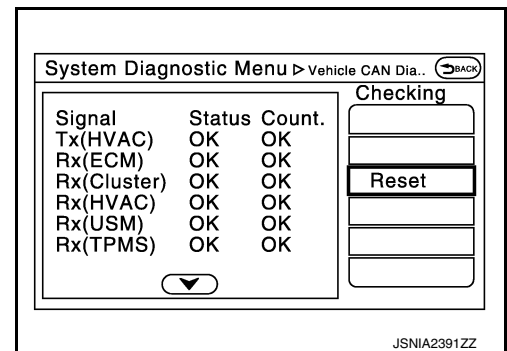 System Diagnostic Menu ▷ Vehicle CAN Dia.. BACK
Checking
Signal Status Count.
Tx(HVAC) OK OK
Rx(ECM) OK OK
Rx(Cluster) OK OK
Reset
Rx(HVAC) OK OK
Rx(USM) OK OK
Rx(TPMS) OK OK
JSNIA2391ZZ